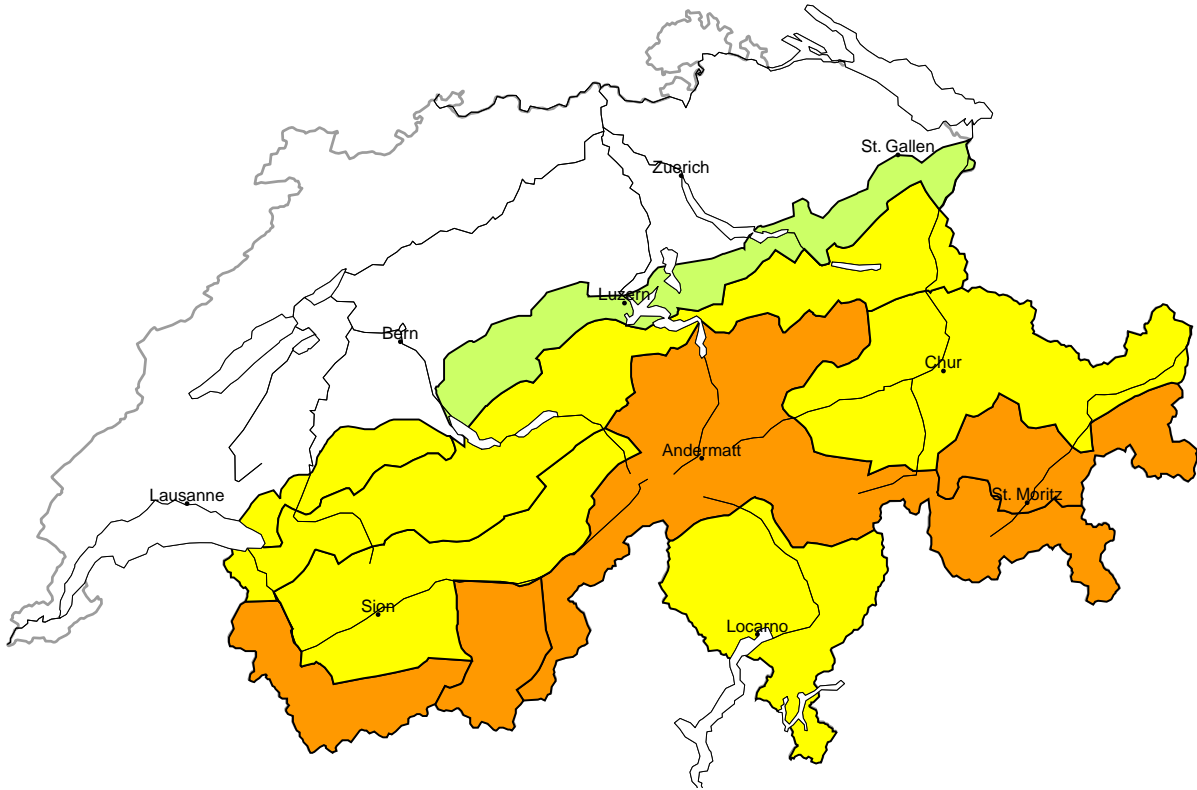 St. Gallen
Zuerich
Luzern
Bern
Chur
Andermatt
Lausanne
St. Moritz
Sion
Locarno